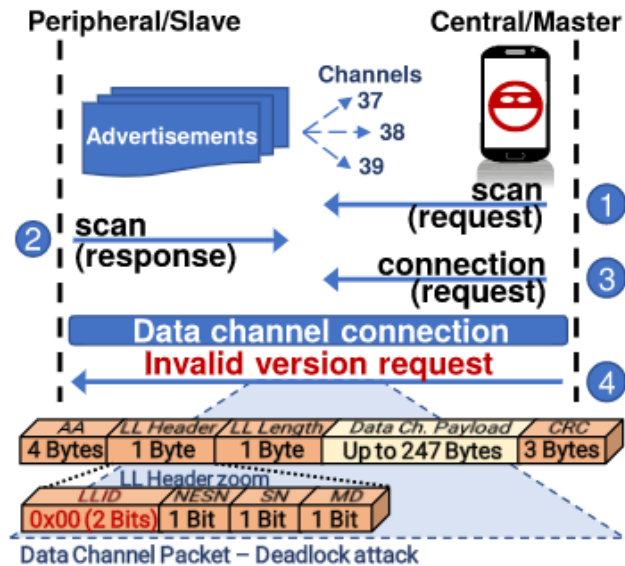 Peripheral/Slave
Central/Master
Channels
37
Advertisements
38
39
scan
(request)
1
2
scan
(response)
connection
(request)
3
Data channel connection
Invalid version request
4
AA LL Header LL Length Data Ch. Payload CRC
4 Bytes 1 Byte 1 Byte Up to 247 Bytes 3 Bytes
LL Header zoom
LLID NESN SN MD
0x00 (2 Bits) 1 Bit 1 Bit 1 Bit
Data Channel Packet – Deadlock attack